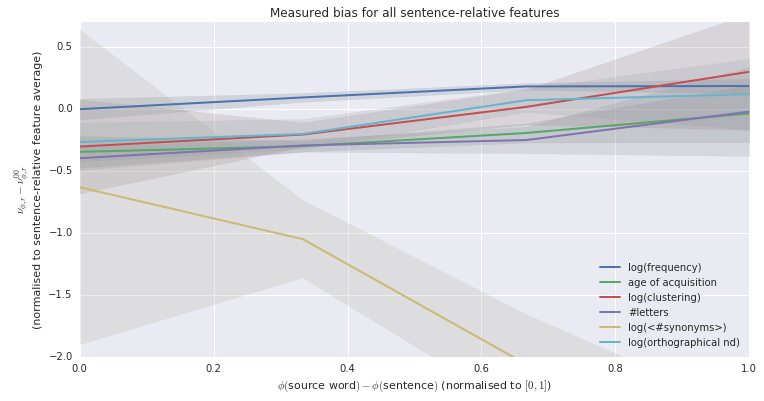 Measured bias for all sentence-relative features
ν_{ϕ,r} − ν_{ϕ,r}^{00}
(normalised to sentence-relative feature average)
0.5
0.0
−0.5
−1.0
−1.5
−2.0
log(frequency)
age of acquisition
log(clustering)
#letters
log(<#synonyms>)
log(orthographical nd)
0.0 0.2 0.4 0.6 0.8 1.0
ϕ(source word) − ϕ(sentence) (normalised to [0, 1])